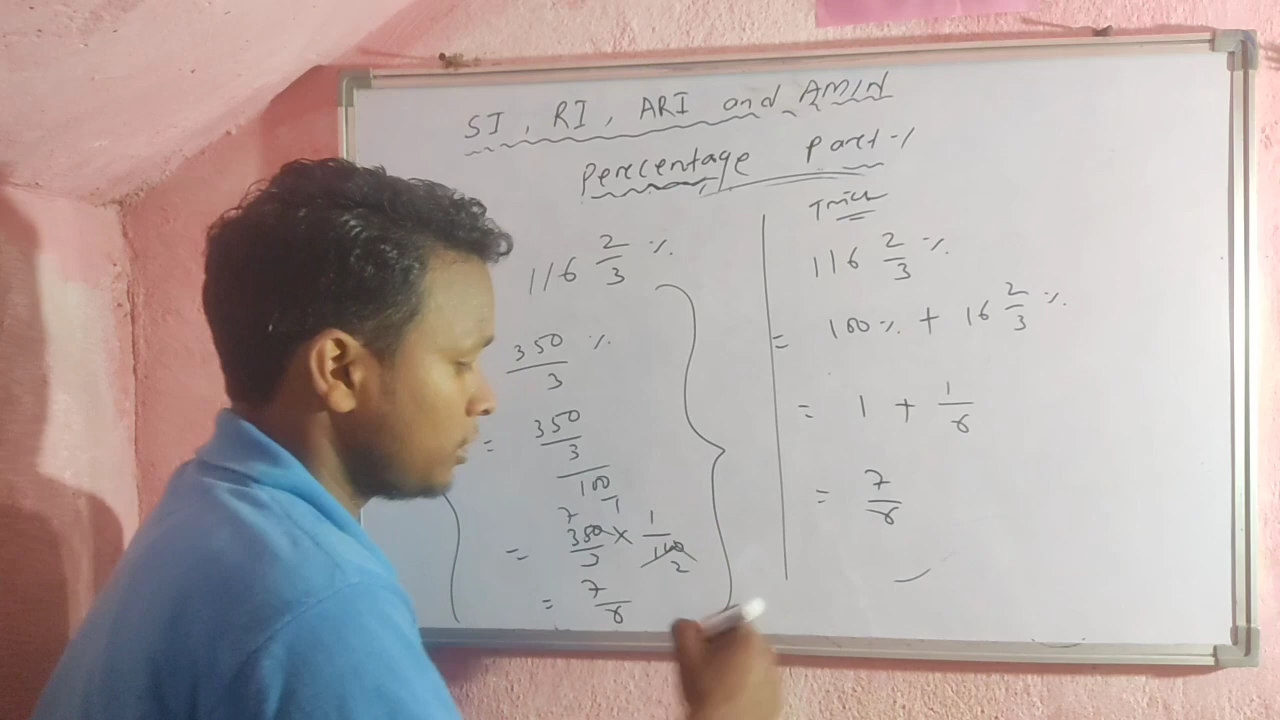 SI, RI, ARI and AMIN
Percentage Part-1
116 2/3 %
350/3 %
= 350/3 / 100
7
= 350/3 × 1/100
2
= 7/6
Trick
116 2/3 %
= 100% + 16 2/3 %
= 1 + 1/6
= 7/6